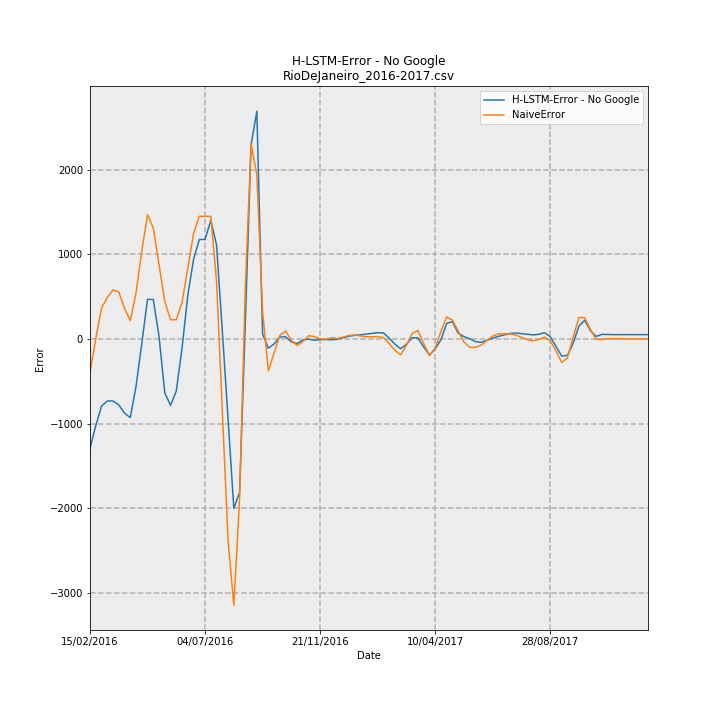 H-LSTM-Error - No Google
RioDeJaneiro_2016-2017.csv
H-LSTM-Error - No Google
NaiveError
2000
1000
0
−1000
−2000
−3000
Error
15/02/2016
04/07/2016
21/11/2016
10/04/2017
28/08/2017
Date